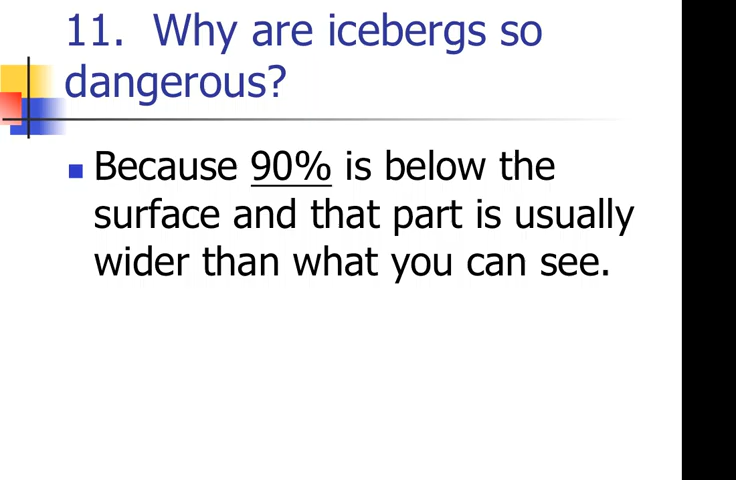 11.  Why are icebergs so
dangerous?
Because 90% is below the
surface and that part is usually
wider than what you can see.